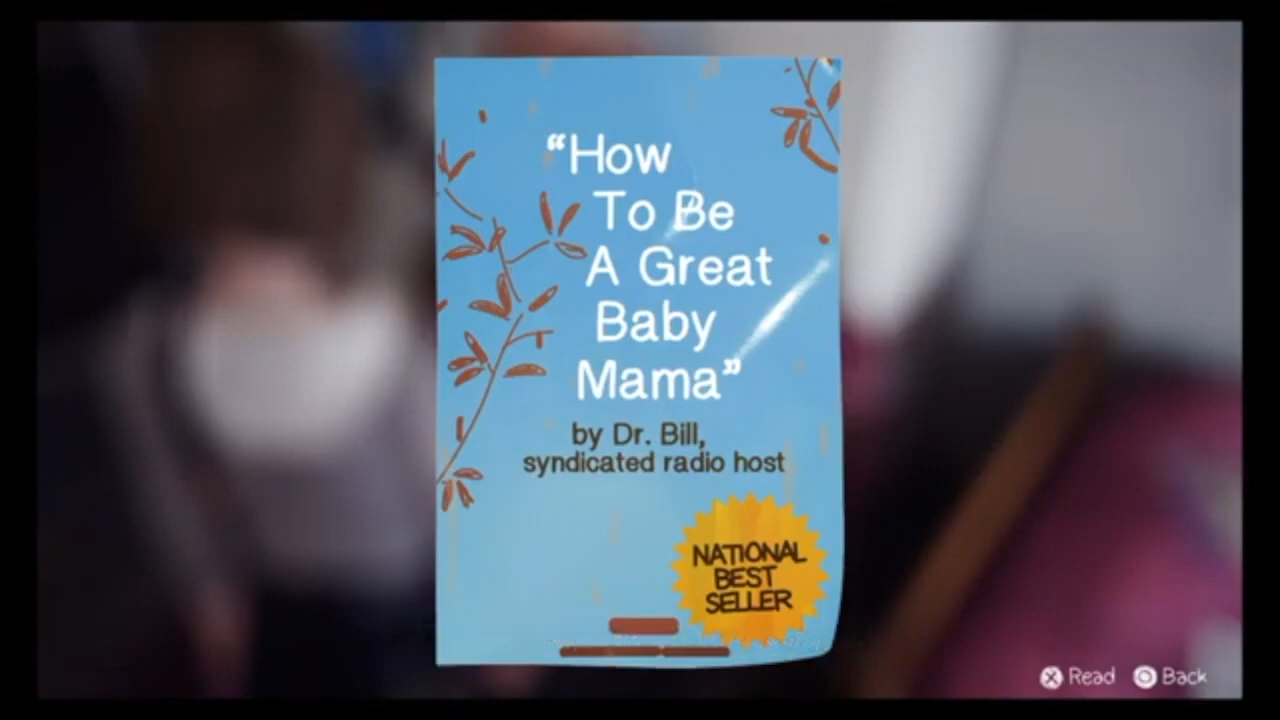 “How
To Be
A Great
Baby
Mama”
by Dr. Bill,
syndicated radio host
NATIONAL
BEST
SELLER
Read Back